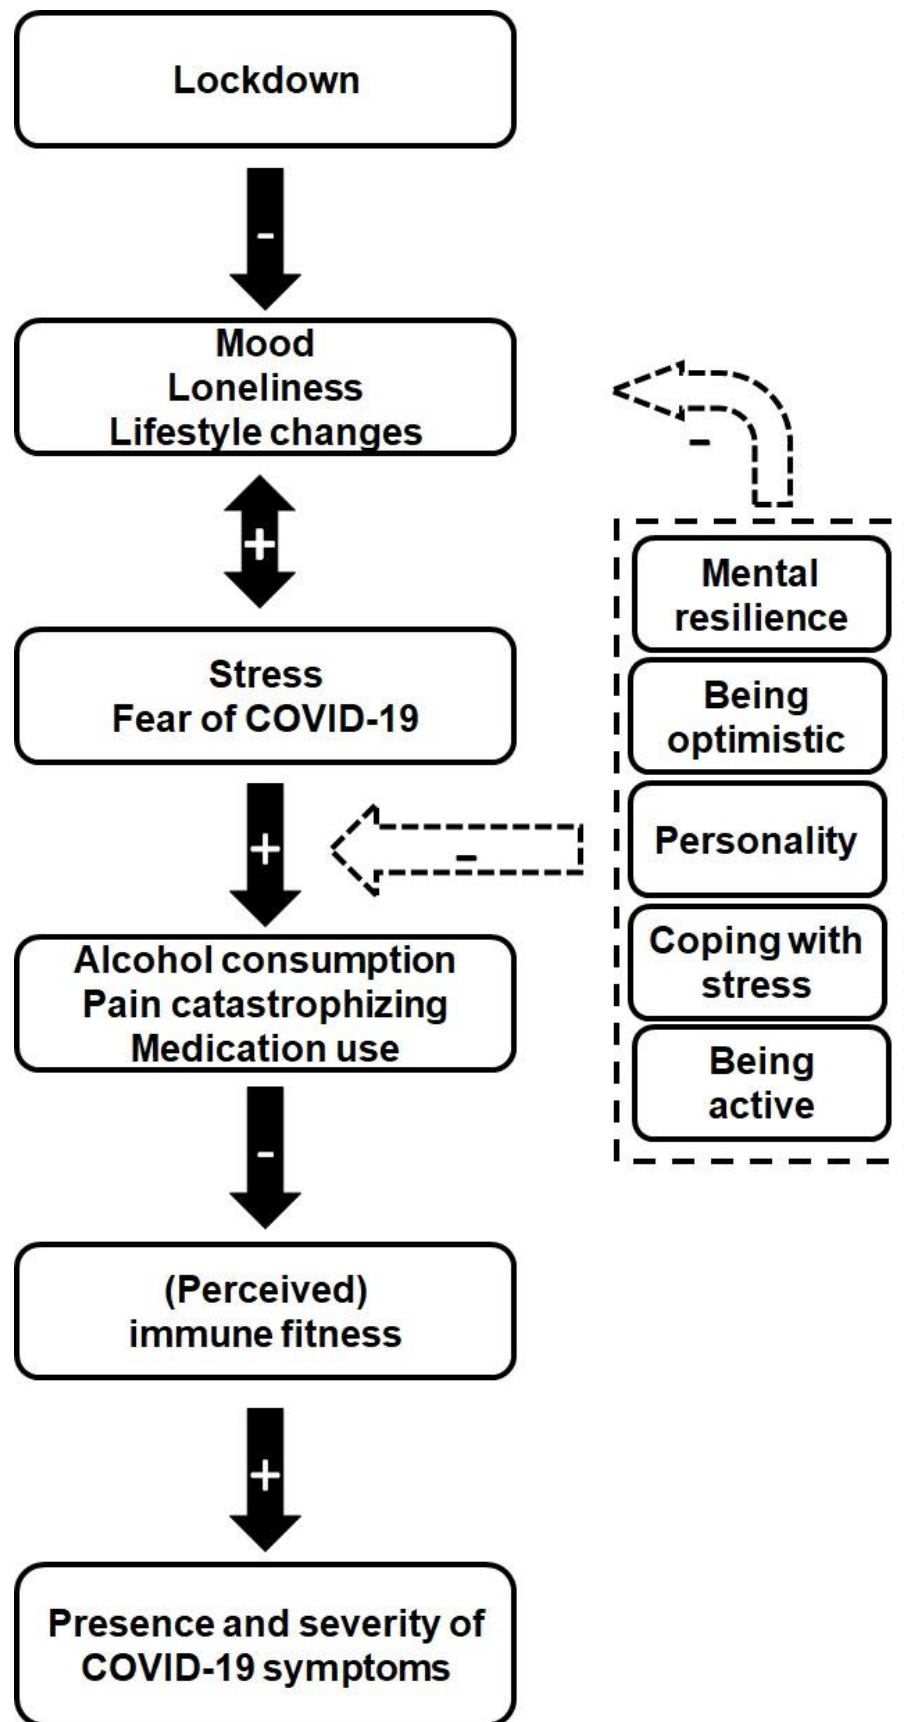 Lockdown
-
Mood
Loneliness
Lifestyle changes
-
+
Mental
resilience
Being
optimistic
Personality
Coping with
stress
Being
active
Stress
Fear of COVID-19
+
-
Alcohol consumption
Pain catastrophizing
Medication use
-
(Perceived)
immune fitness
+
Presence and severity of
COVID-19 symptoms